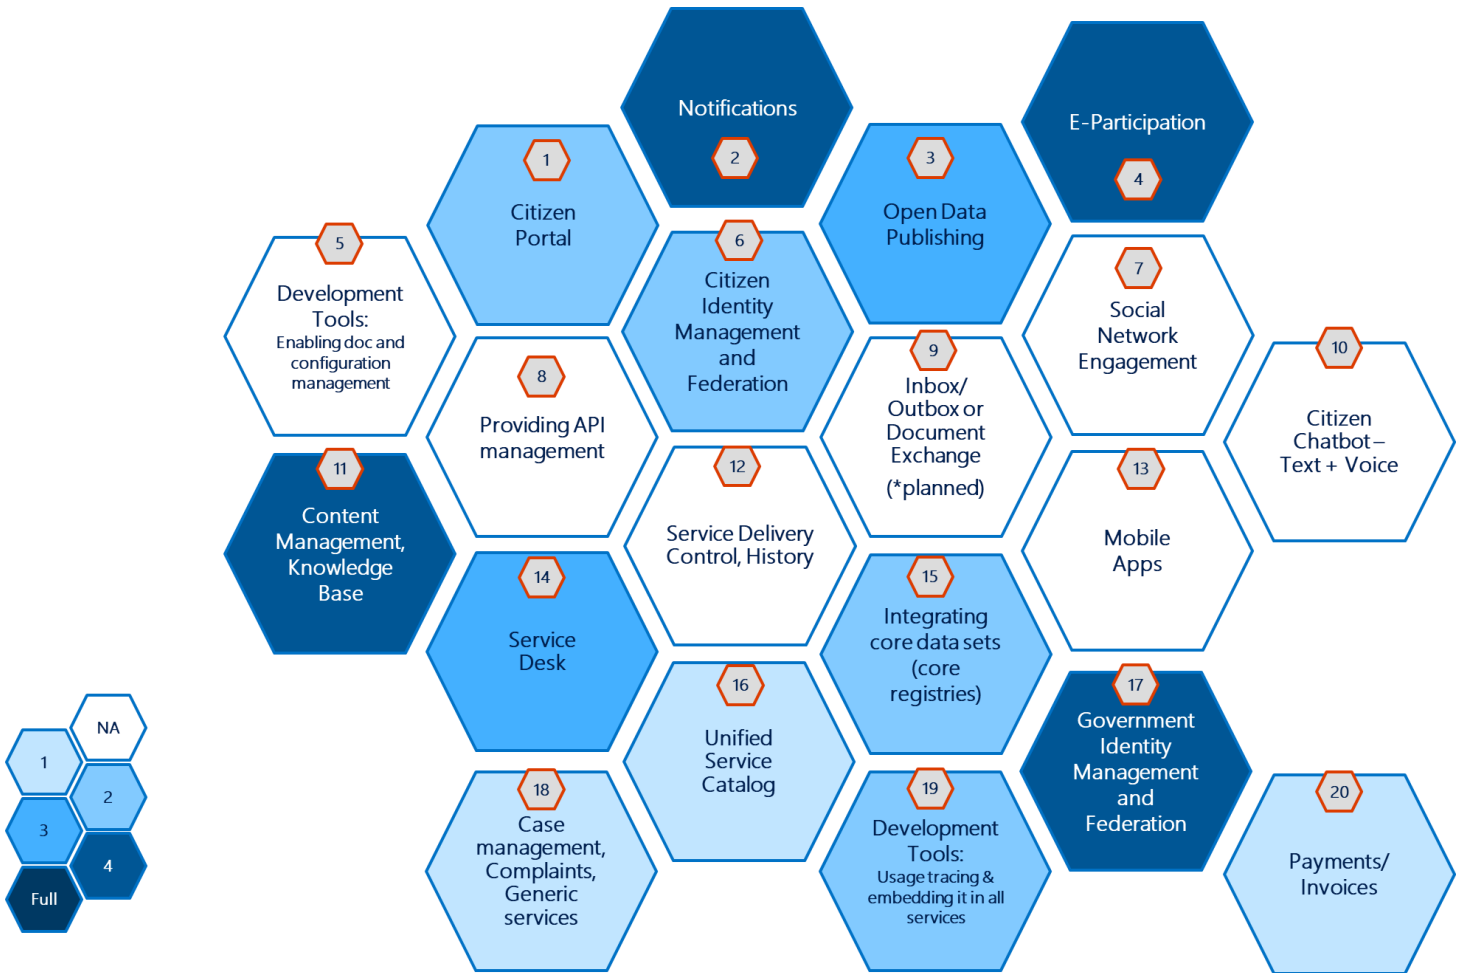 Notifications
2
E-Participation
4
1
Citizen
Portal
3
Open Data
Publishing
5
Development
Tools:
Enabling doc and
configuration
management
6
Citizen
Identity
Management
and
Federation
7
Social
Network
Engagement
8
Providing API
management
9
Inbox/
Outbox or
Document
Exchange
(*planned)
10
Citizen
Chatbot –
Text + Voice
11
Content
Management,
Knowledge
Base
12
Service Delivery
Control, History
13
Mobile
Apps
14
Service
Desk
15
Integrating
core data sets
(core
registries)
16
Unified
Service
Catalog
17
Government
Identity
Management
and
Federation
18
Case
management,
Complaints,
Generic
services
19
Development
Tools:
Usage tracing &
embedding it in all
services
20
Payments/
Invoices
NA
1
2
3
4
Full